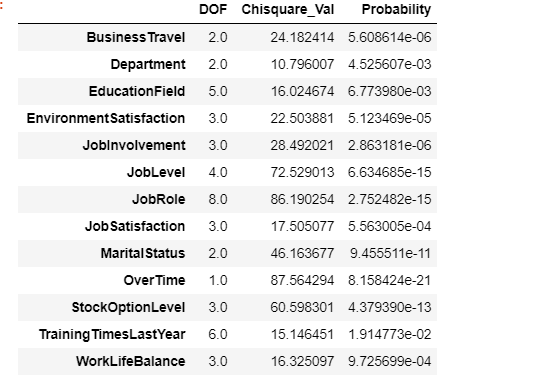 DOF Chisquare_Val Probability
BusinessTravel 2.0 24.182414 5.608614e-06
Department 2.0 10.796007 4.525607e-03
EducationField 5.0 16.024674 6.773980e-03
EnvironmentSatisfaction 3.0 22.503881 5.123469e-05
JobInvolvement 3.0 28.492021 2.863181e-06
JobLevel 4.0 72.529013 6.634685e-15
JobRole 8.0 86.190254 2.752482e-15
JobSatisfaction 3.0 17.505077 5.563005e-04
MaritalStatus 2.0 46.163677 9.455511e-11
OverTime 1.0 87.564294 8.158424e-21
StockOptionLevel 3.0 60.598301 4.379390e-13
TrainingTimesLastYear 6.0 15.146451 1.914773e-02
WorkLifeBalance 3.0 16.325097 9.725699e-04